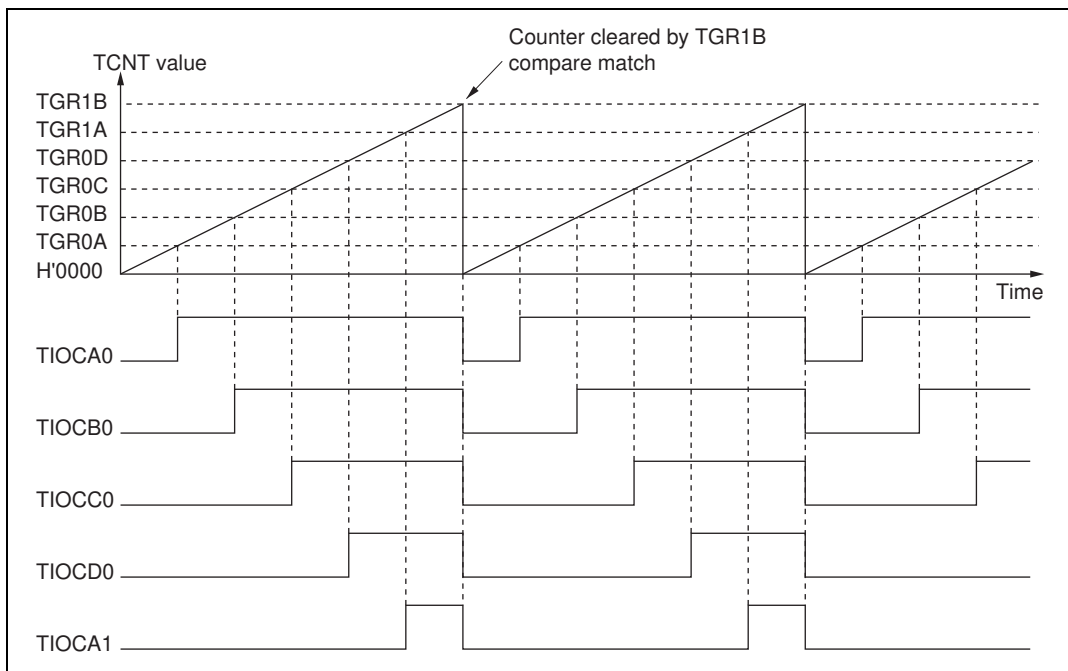 Counter cleared by TGR1B
compare match
TCNT value
TGR1B
TGR1A
TGR0D
TGR0C
TGR0B
TGR0A
H'0000
Time
TIOCA0
TIOCB0
TIOCC0
TIOCD0
TIOCA1